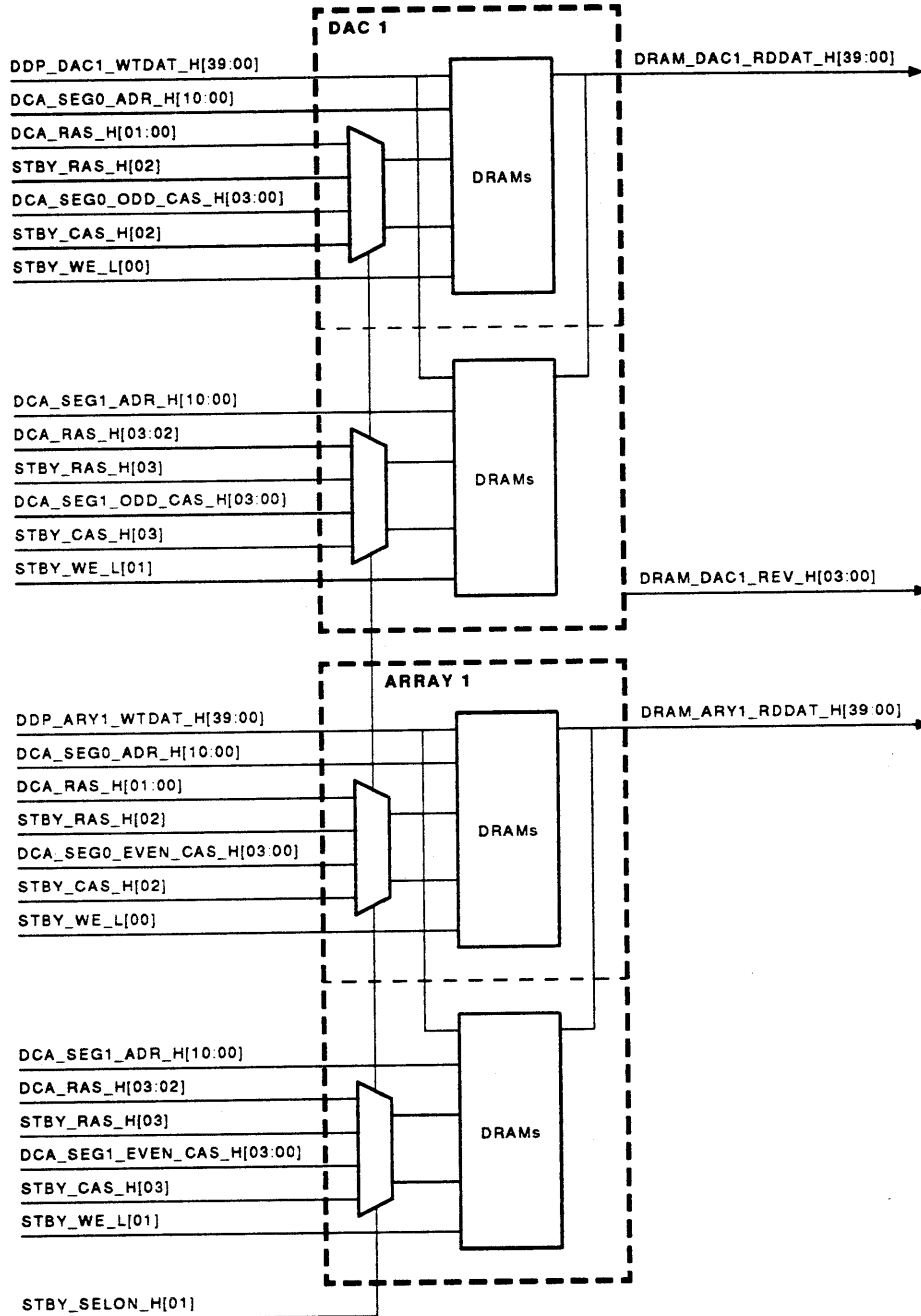 DAC 1
DDP_DAC1_WTDAT_H[39:00]
DRAM_DAC1_RDDAT_H[39:00]
DCA_SEG0_ADR_H[10:00]
DCA_RAS_H[01:00]
STBY_RAS_H[02]
DRAMs
DCA_SEG0_ODD_CAS_H[03:00]
STBY_CAS_H[02]
STBY_WE_L[00]
DCA_SEG1_ADR_H[10:00]
DCA_RAS_H[03:02]
STBY_RAS_H[03]
DRAMs
DCA_SEG1_ODD_CAS_H[03:00]
STBY_CAS_H[03]
STBY_WE_L[01]
DRAM_DAC1_REV_H[03:00]
ARRAY 1
DDP_ARY1_WTDAT_H[39:00]
DRAM_ARY1_RDDAT_H[39:00]
DCA_SEG0_ADR_H[10:00]
DCA_RAS_H[01:00]
STBY_RAS_H[02]
DRAMs
DCA_SEG0_EVEN_CAS_H[03:00]
STBY_CAS_H[02]
STBY_WE_L[00]
DCA_SEG1_ADR_H[10:00]
DCA_RAS_H[03:02]
STBY_RAS_H[03]
DRAMs
DCA_SEG1_EVEN_CAS_H[03:00]
STBY_CAS_H[03]
STBY_WE_L[01]
STBY_SELON_H[01]